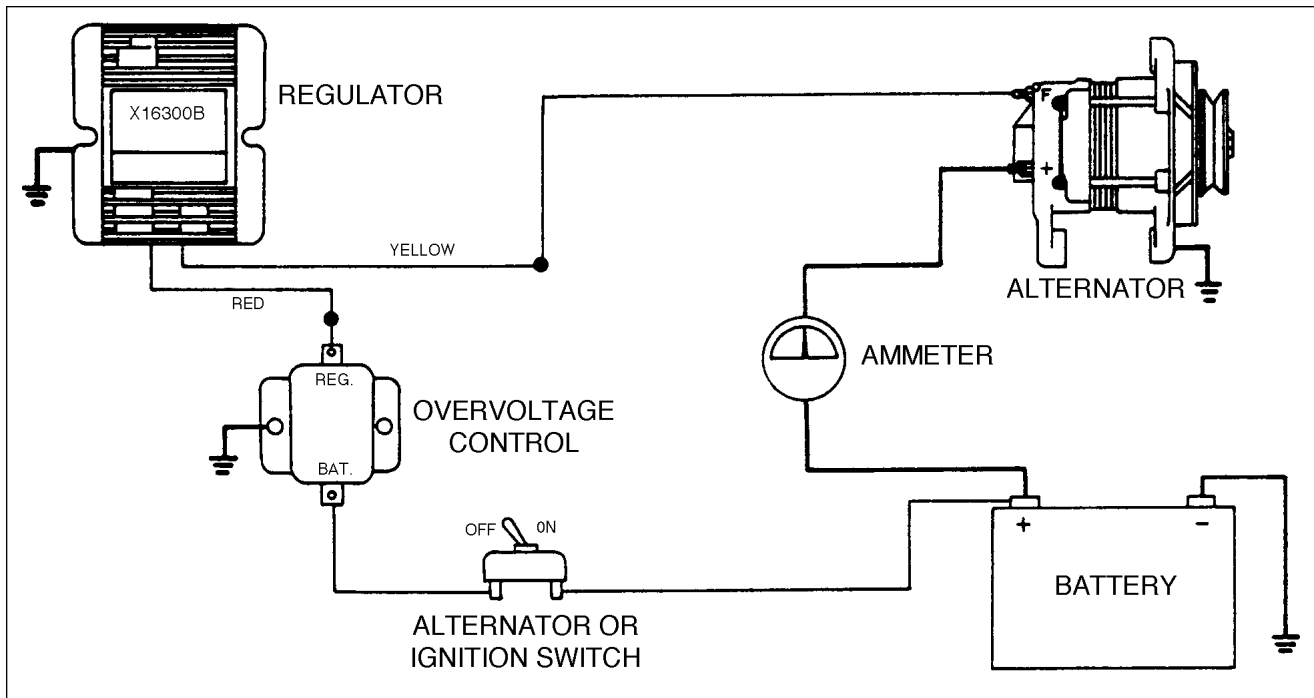 REGULATOR
X16300B
F
+
YELLOW
RED
ALTERNATOR
AMMETER
REG.
OVERVOLTAGE
CONTROL
BAT.
OFF
ON
+
-
BATTERY
ALTERNATOR OR
IGNITION SWITCH